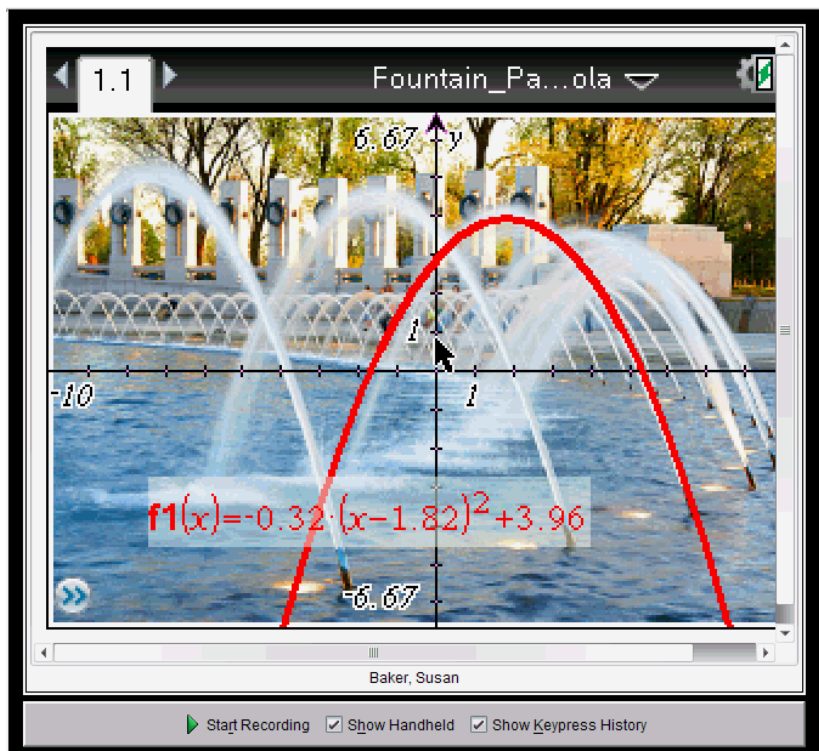 1.1 Fountain_Pa...ola
6.67 y
1
-10 1
f1(x)=-0.32·(x-1.82)²+3.96
-6.67
Baker, Susan
Start Recording Show Handheld Show Keypress History